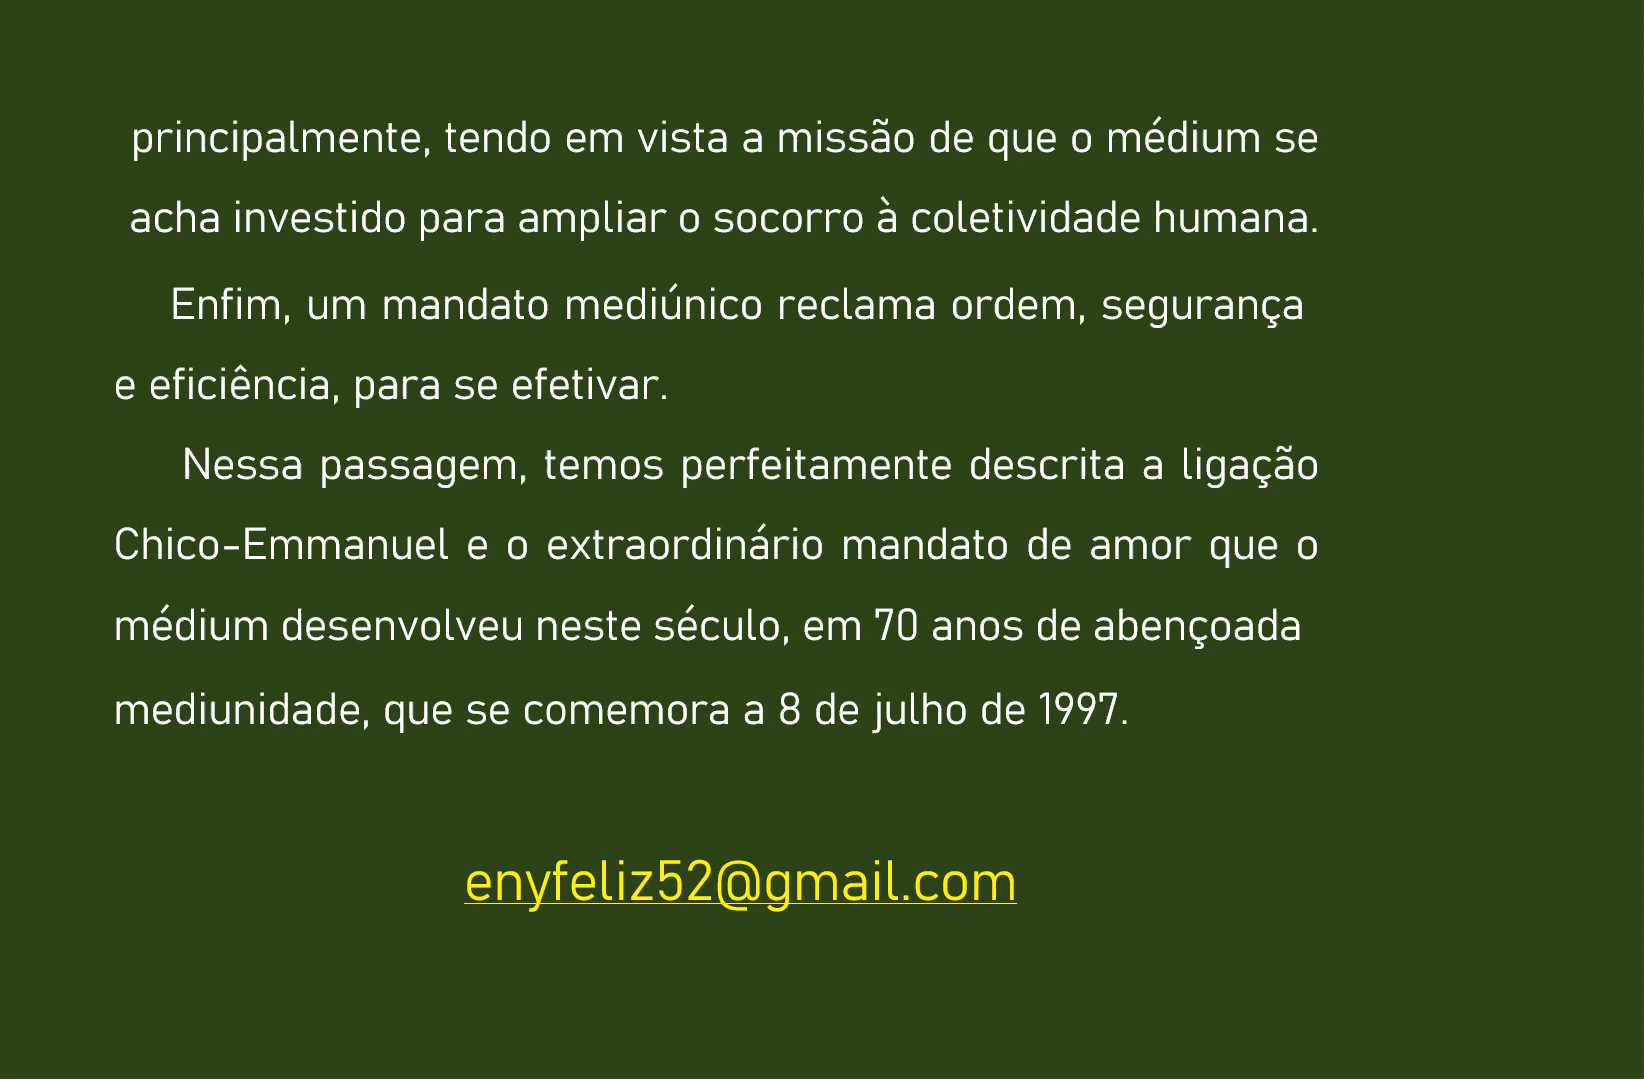 principalmente, tendo em vista a missão de que o médium se
acha investido para ampliar o socorro à coletividade humana.
Enfim, um mandato mediúnico reclama ordem, segurança
e eficiência, para se efetivar.
Nessa passagem, temos perfeitamente descrita a ligação
Chico-Emmanuel e o extraordinário mandato de amor que o
médium desenvolveu neste século, em 70 anos de abençoada
mediunidade, que se comemora a 8 de julho de 1997.
enyfeliz52@gmail.com